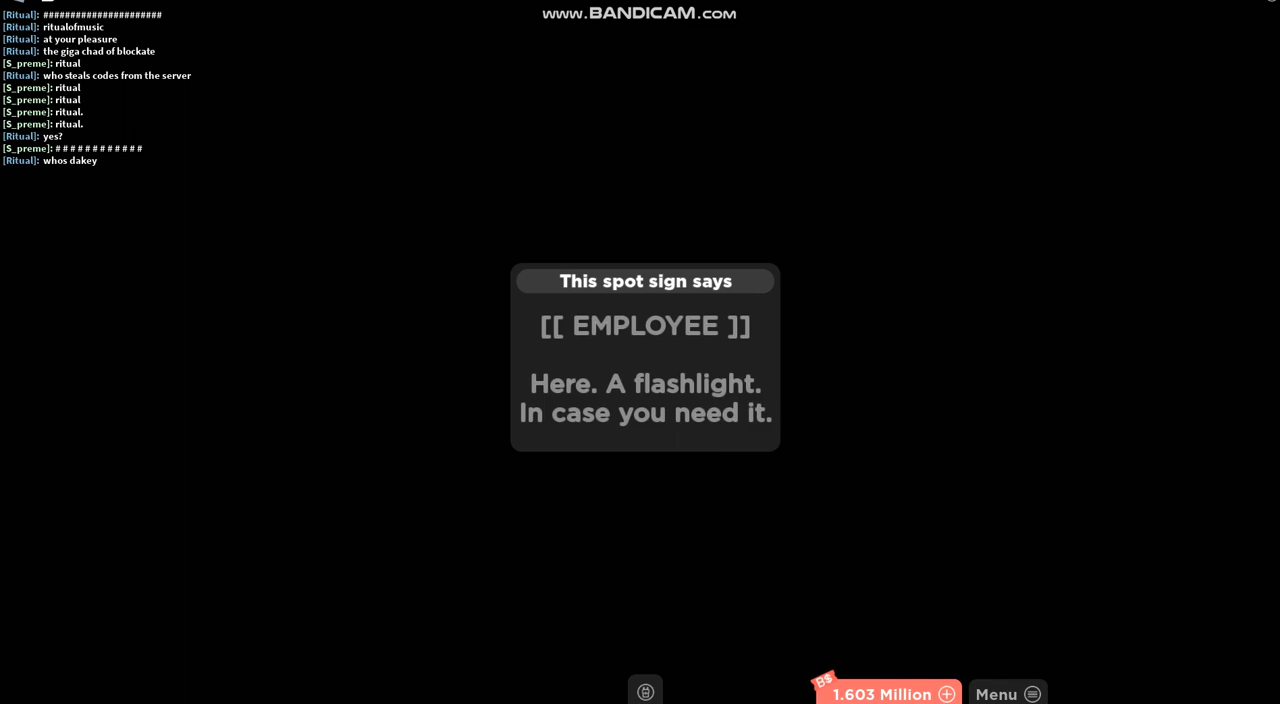 www.BANDICAM.com
[Ritual]: ######################
[Ritual]: ritualofmusic
[Ritual]: at your pleasure
[Ritual]: the giga chad of blockate
[S_preme]: ritual
[Ritual]: who steals codes from the server
[S_preme]: ritual
[S_preme]: ritual
[S_preme]: ritual.
[S_preme]: ritual.
[Ritual]: yes?
[S_preme]: # # # # # # # # # # # #
[Ritual]: whos dakey
This spot sign says
[[ EMPLOYEE ]]
Here. A flashlight.
In case you need it.
B$
1.603 Million
Menu